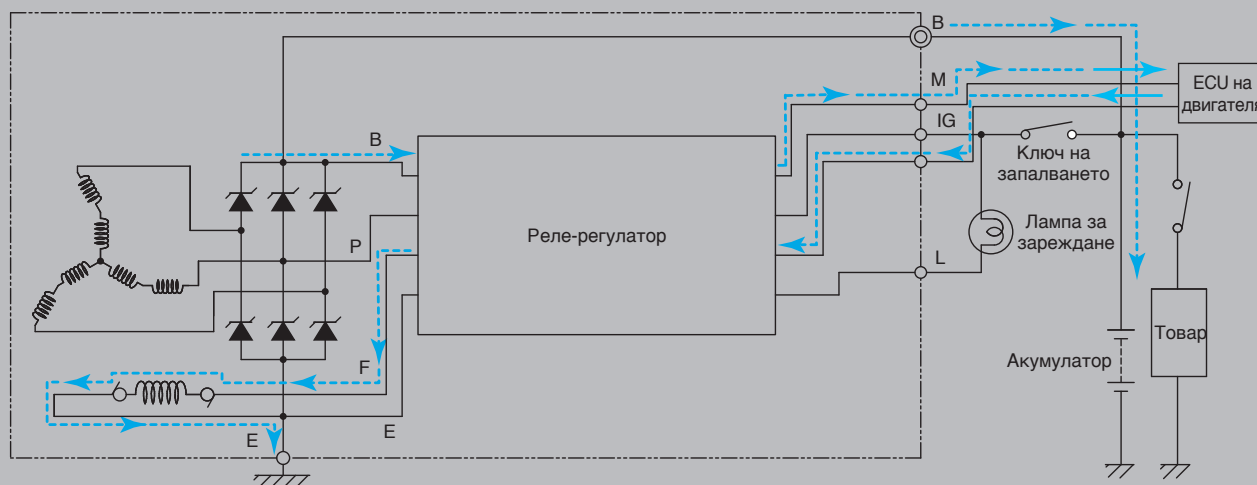 B
M
ECU на
двигателя
IG
B
Ключ на
запалването
Реле-регулатор
Лампа за
зареждане
P
L
Товар
Акумулатор
F
E
E